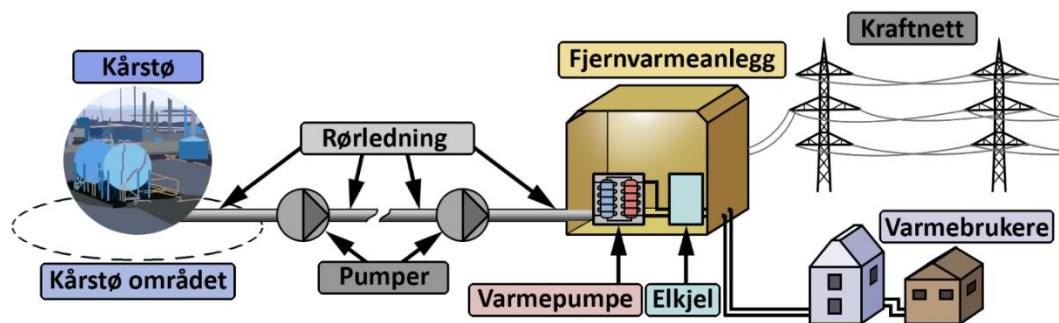 Kårstø
Kårstø området
Rørledning
Pumper
Fjernvarmeanlegg
Varmepumpe
Elkjel
Kraftnett
Varmebrukere